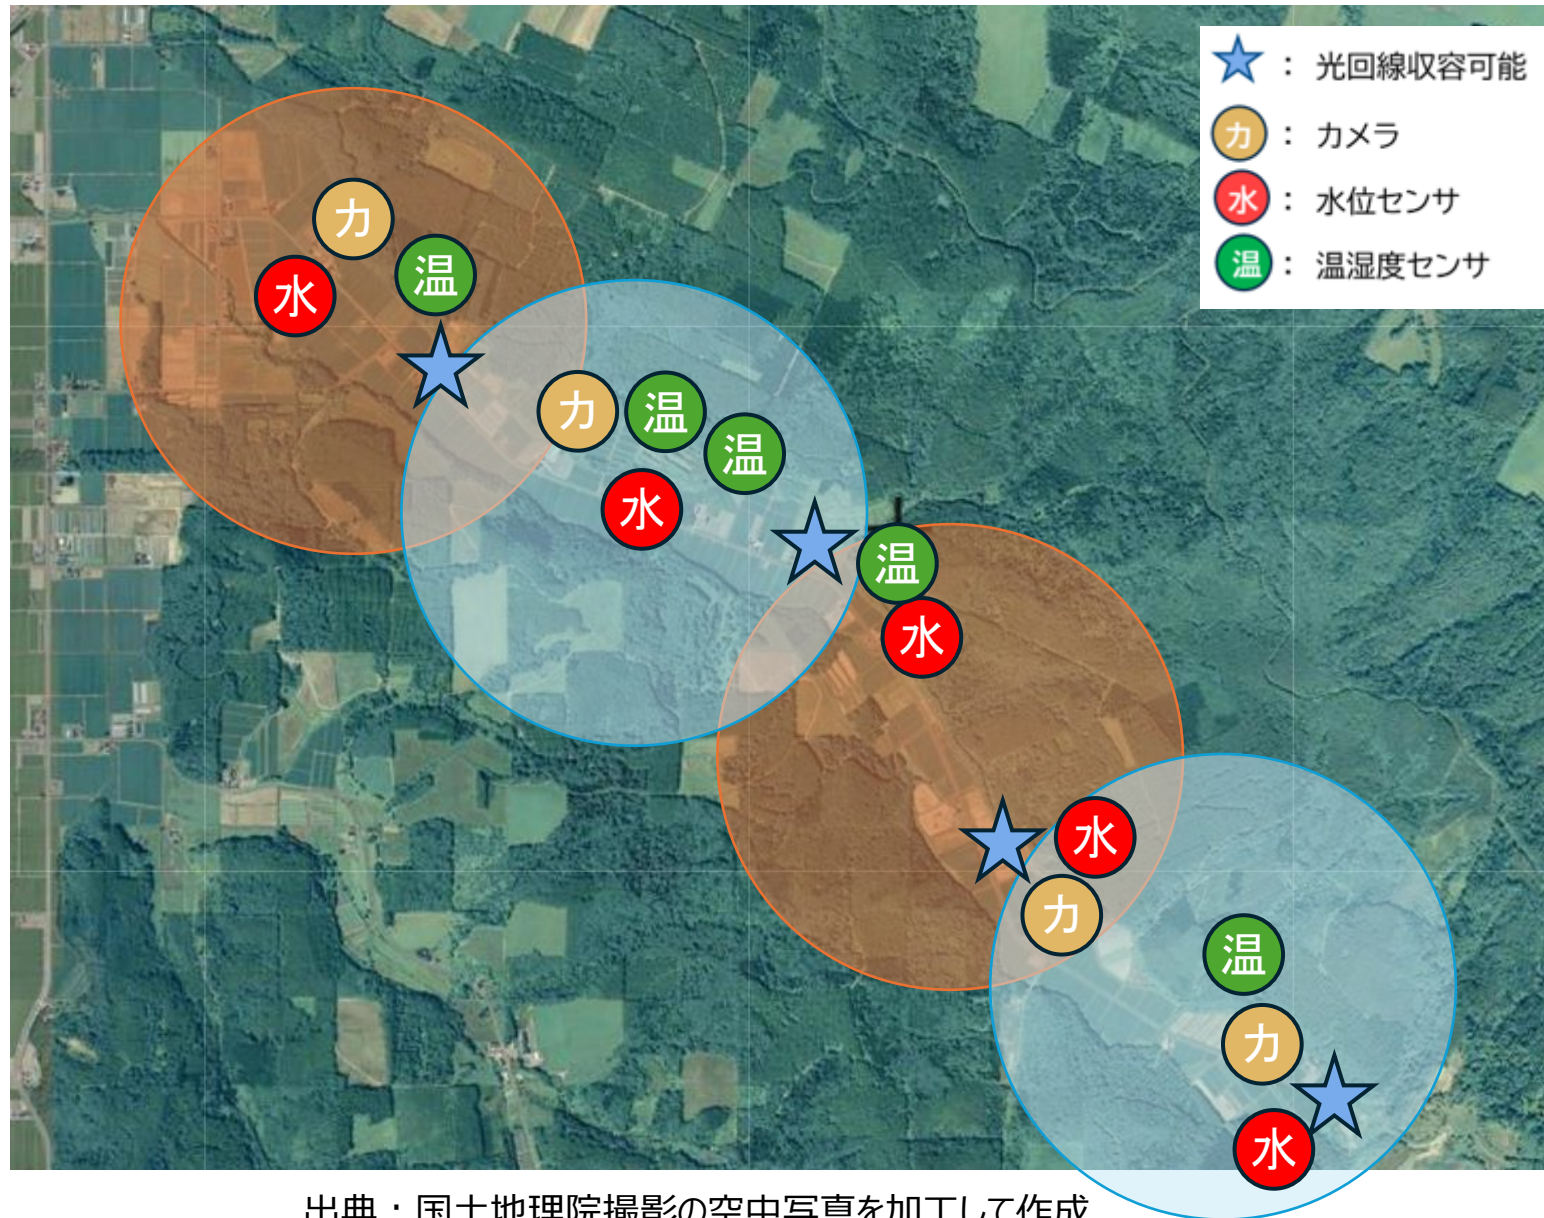 ★ : 光回線収容可能
カ : カメラ
水 : 水位センサ
温 : 温湿度センサ
カ
温
水
カ
温
温
水
温
水
水
カ
温
カ
水
出典：国土地理院撮影の空中写真を加工して作成